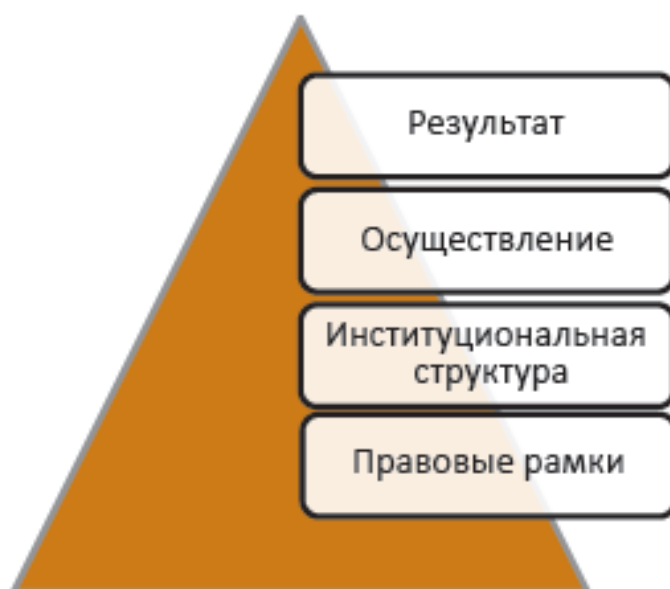 Результат
Осуществление
Институциональная
структура
Правовые рамки